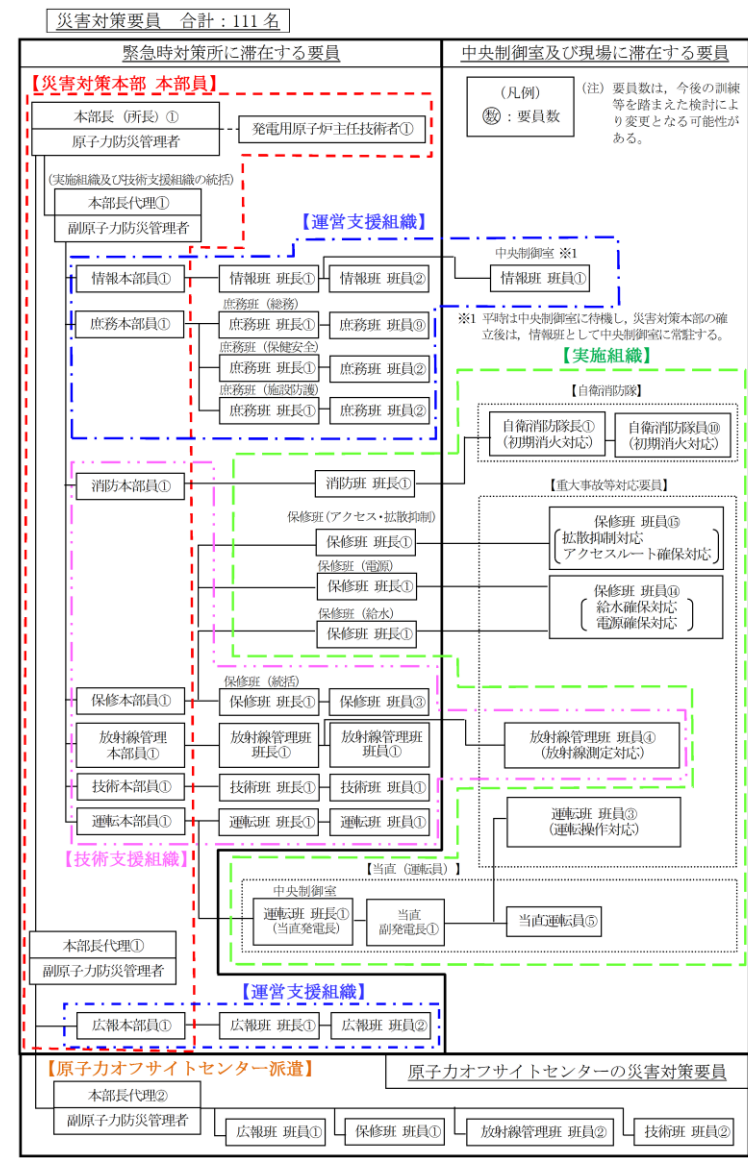 災害対策要員　合計：111 名
緊急時対策所に滞在する要員
中央制御室及び現場に滞在する要員
【災害対策本部 本部員】
本部長（所長）①
原子力防災管理者
発電用原子炉主任技術者①
（凡例）
数：要員数
(注) 要員数は，今後の訓練
等を踏まえた検討によ
り変更となる可能性が
ある。
(実施組織及び技術支援組織の統括)
本部長代理①
副原子力防災管理者
【運営支援組織】
中央制御室 ※1
情報本部員①
情報班 班長①
情報班 班員②
情報班 班員①
※1 平時は中央制御室に待機し，災害対策本部の確
立後は，情報班として中央制御室に常駐する。
庶務班（総務）
庶務本部員①
庶務班 班長①
庶務班 班員⑨
庶務班（保健安全）
庶務班 班長①
庶務班 班員②
庶務班（施設防護）
庶務班 班長①
庶務班 班員②
【実施組織】
【自衛消防隊】
自衛消防隊長①
(初期消火対応)
自衛消防隊員⑩
(初期消火対応)
消防本部員①
消防班 班長①
【重大事故等対応要員】
保修班(アクセス・拡散抑制)
保修班 班長①
保修班 班員⑮
拡散抑制対応
アクセスルート確保対応
保修班（電源）
保修班 班長①
保修班 班員⑭
給水確保対応
電源確保対応
保修班（給水）
保修班 班長①
保修班（統括）
保修本部員①
保修班 班長①
保修班 班員③
放射線管理
本部員①
放射線管理班
班長①
放射線管理班
班員①
放射線管理班 班員④
(放射線測定対応)
技術本部員①
技術班 班長①
技術班 班員①
運転本部員①
運転班 班長①
運転班 班員①
運転班 班員③
(運転操作対応)
【技術支援組織】
【当直（運転員）】
中央制御室
運転班 班長①
(当直発電長)
当直
副発電長①
当直運転員⑤
本部長代理①
副原子力防災管理者
【運営支援組織】
広報本部員①
広報班 班長①
広報班 班員②
【原子力オフサイトセンター派遣】
原子力オフサイトセンターの災害対策要員
本部長代理②
副原子力防災管理者
広報班 班員①
保修班 班員①
放射線管理班 班員②
技術班 班員②